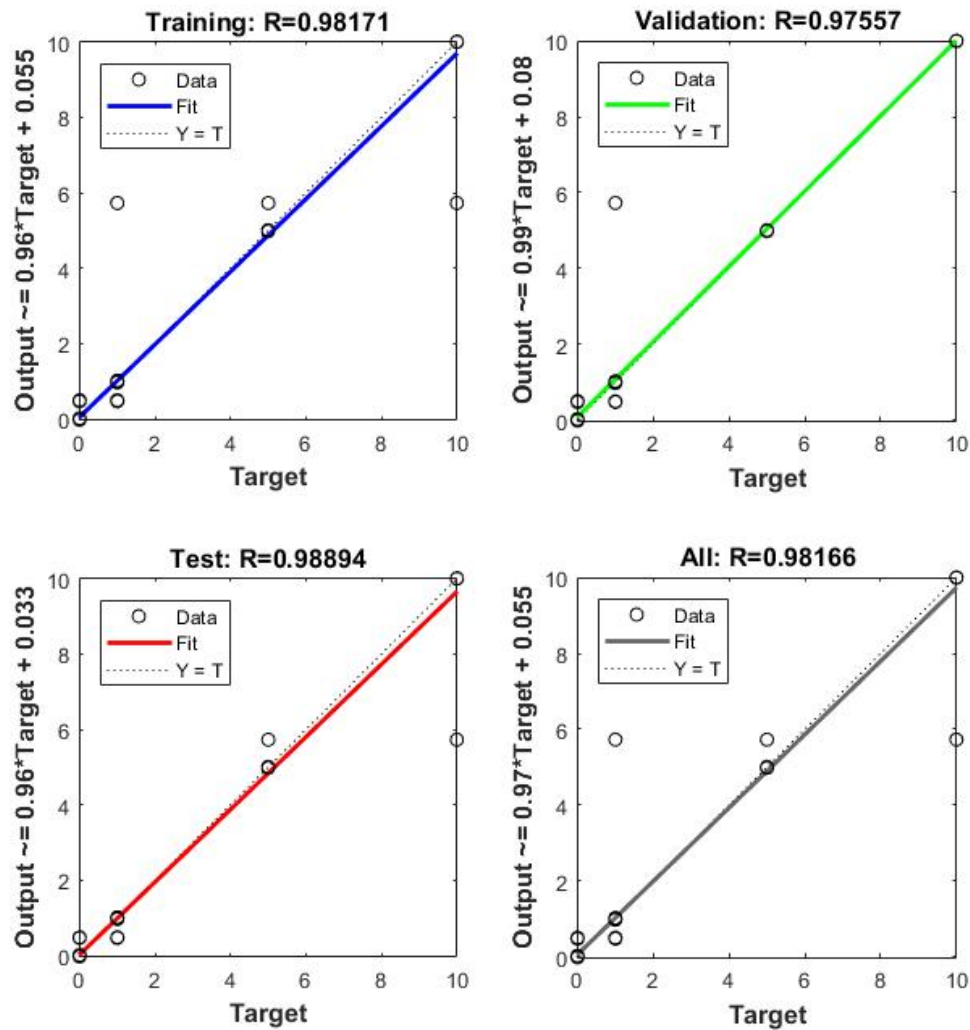 Training: R=0.98171
Output ~= 0.96*Target + 0.055
10
8
6
4
2
0
Data
Fit
Y = T
0 2 4 6 8 10
Target
Validation: R=0.97557
Output ~= 0.99*Target + 0.08
10
8
6
4
2
0
Data
Fit
Y = T
0 2 4 6 8 10
Target
Test: R=0.98894
Output ~= 0.96*Target + 0.033
10
8
6
4
2
0
Data
Fit
Y = T
0 2 4 6 8 10
Target
All: R=0.98166
Output ~= 0.97*Target + 0.055
10
8
6
4
2
0
Data
Fit
Y = T
0 2 4 6 8 10
Target